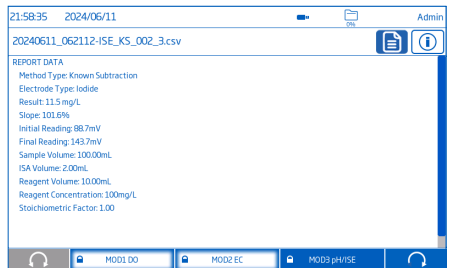 21:58:35 2024/06/11 0% Admin
20240611_062112-ISE_KS_002_3.csv
REPORT DATA
Method Type: Known Subtraction
Electrode Type: Iodide
Result: 11.5 mg/L
Slope: 101.6%
Initial Reading: 88.7mV
Final Reading: 143.7mV
Sample Volume: 100.00mL
ISA Volume: 2.00mL
Reagent Volume: 10.00mL
Reagent Concentration: 100mg/L
Stoichiometric Factor: 1.00
MOD1 DO MOD2 EC MOD3 pH/ISE